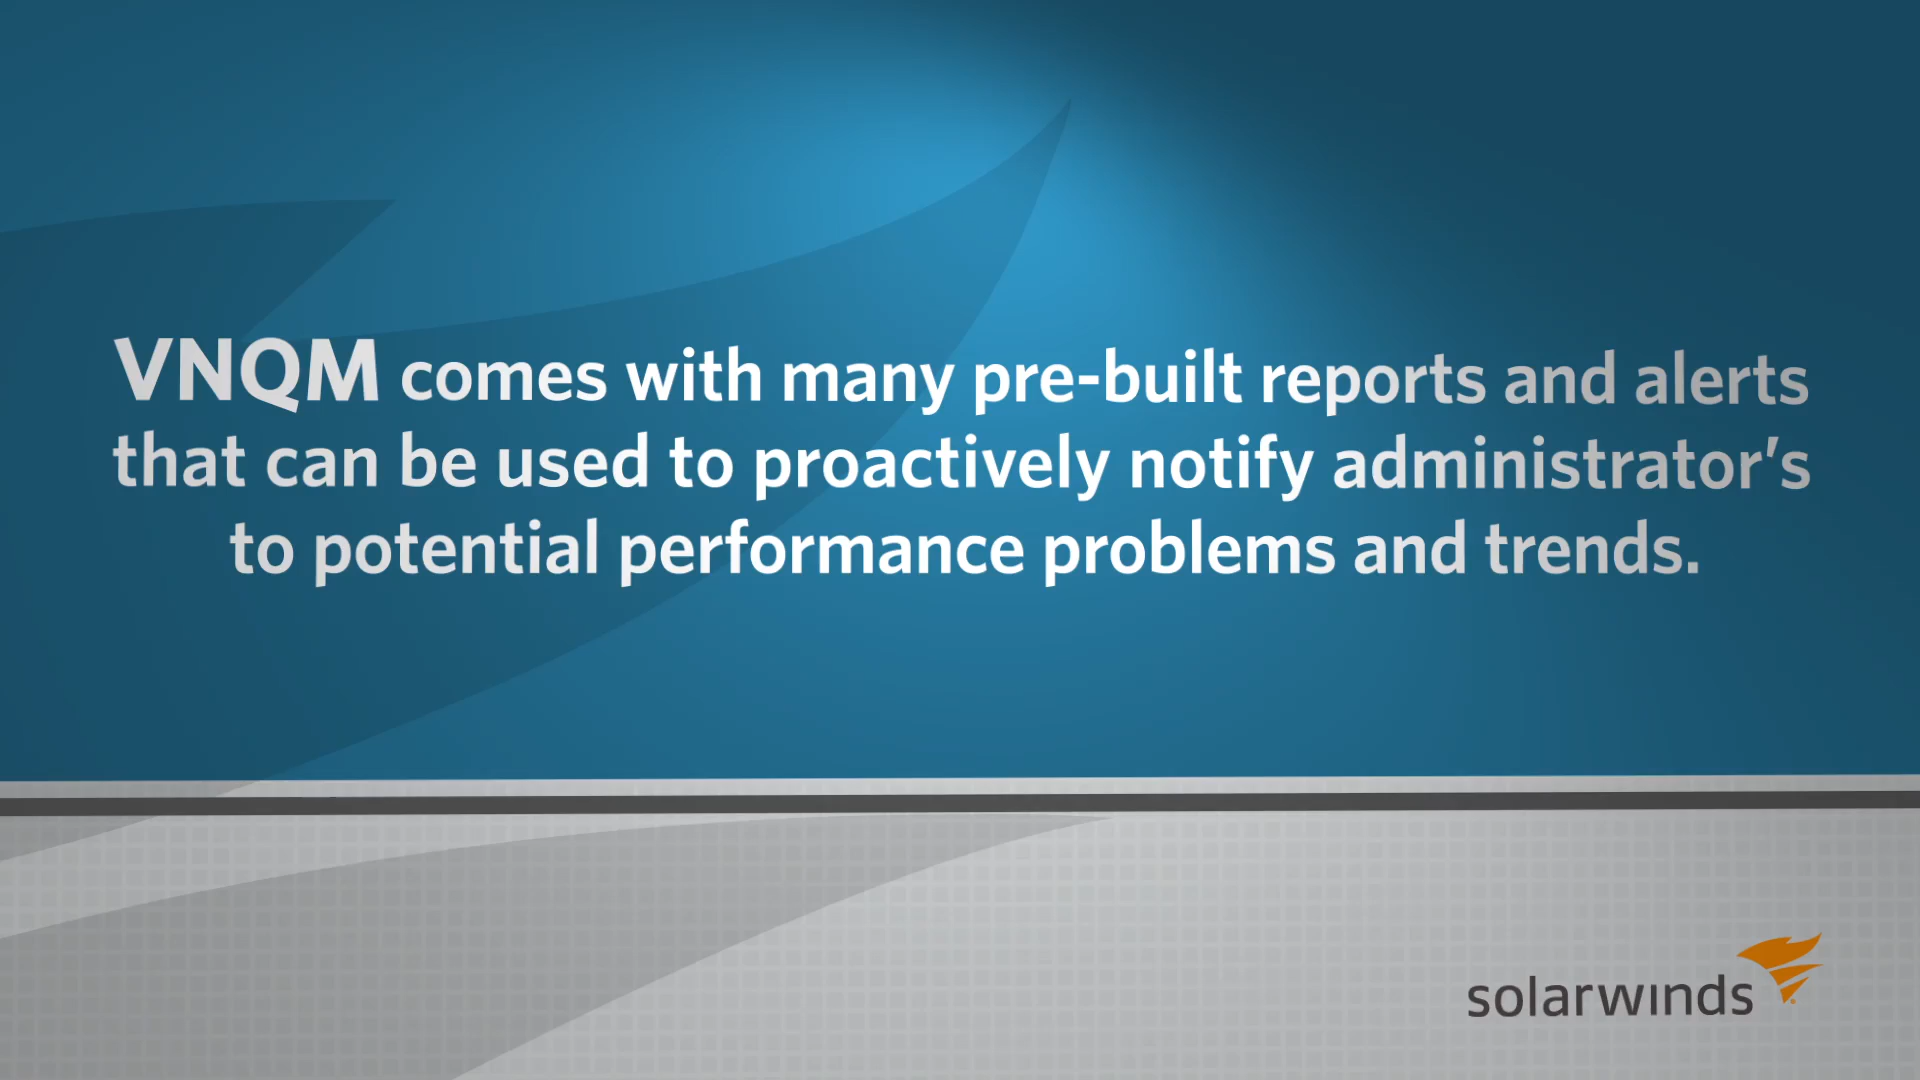 VNQM comes with many pre-built reports and alerts
that can be used to proactively notify administrator’s
to potential performance problems and trends.
solarwinds